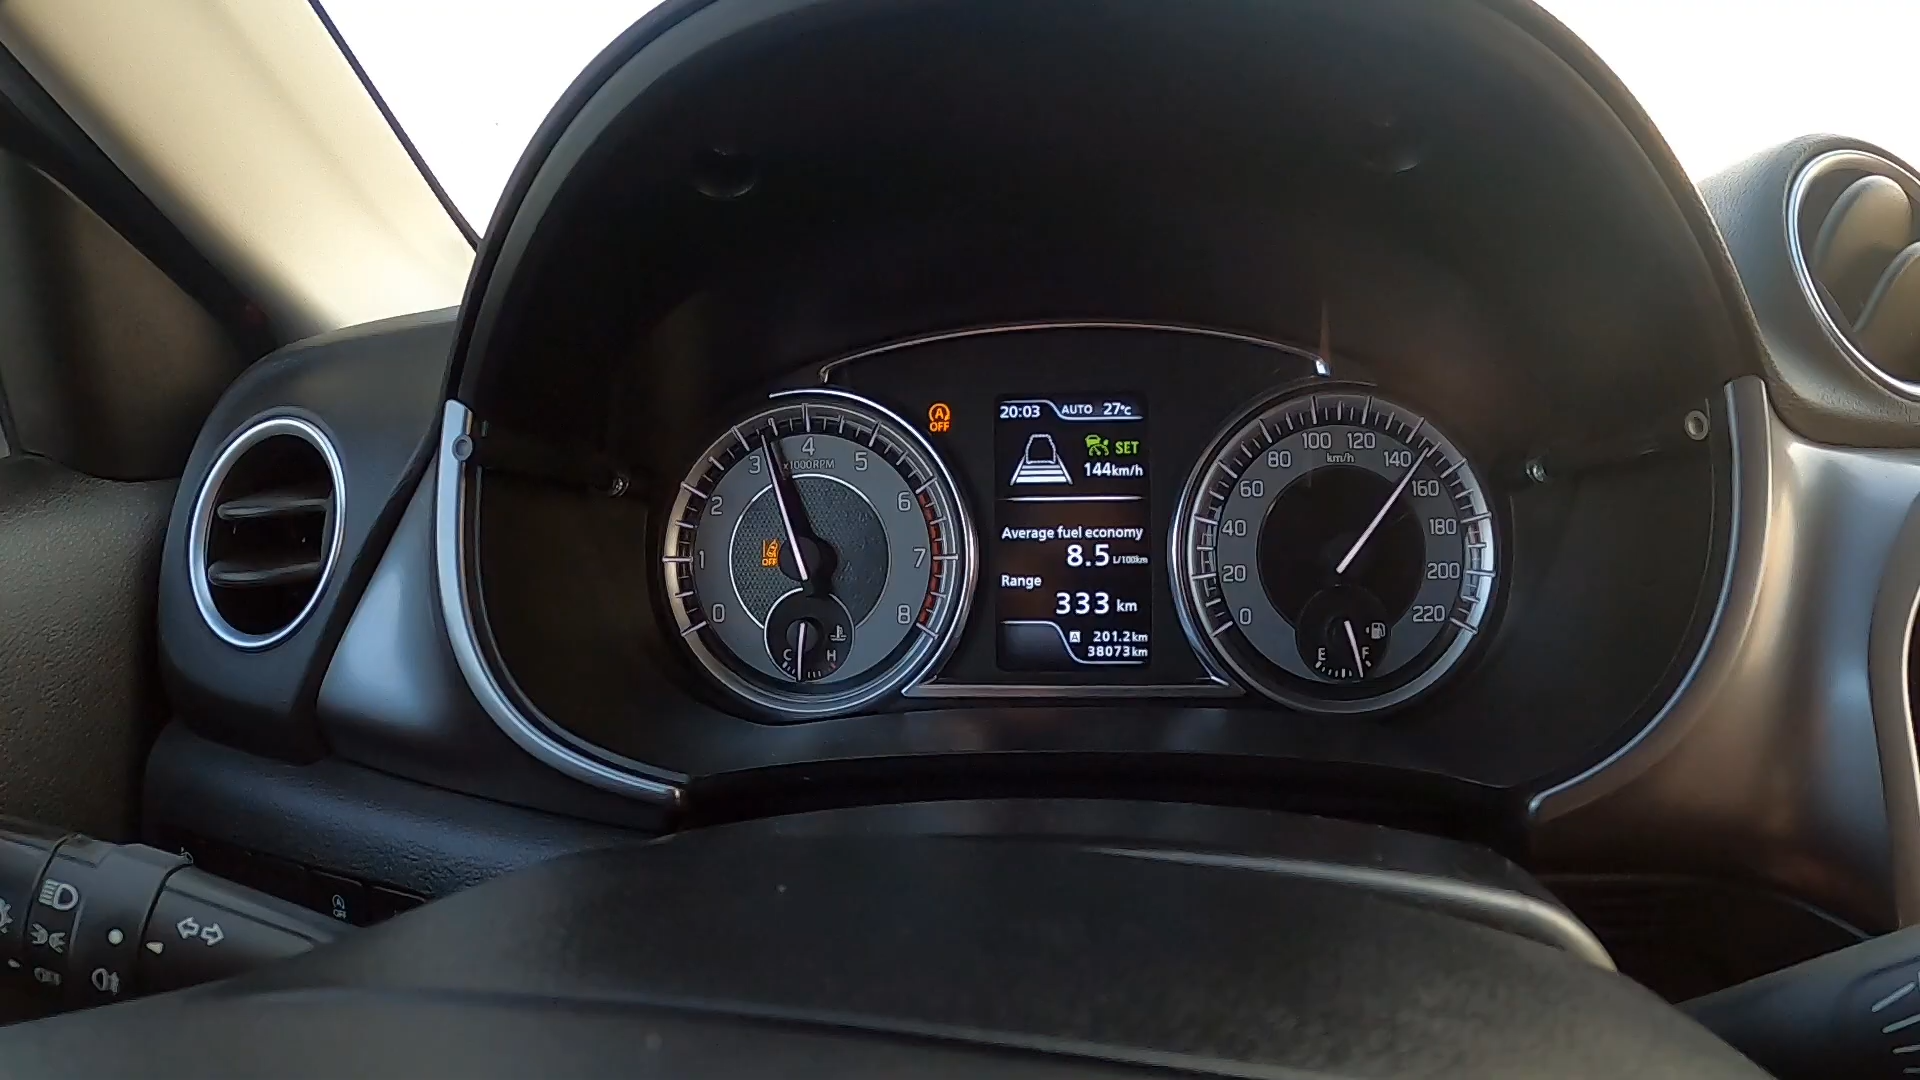 20:03 AUTO 27°C
SET
144km/h
Average fuel economy
8.5 L/100km
Range
333 km
A 201.2km
38073km
A
OFF
OFF
0
1
2
3
4
5
6
7
8
x1000RPM
C H
0
20
40
60
80
100
120
140
160
180
200
220
km/h
E F